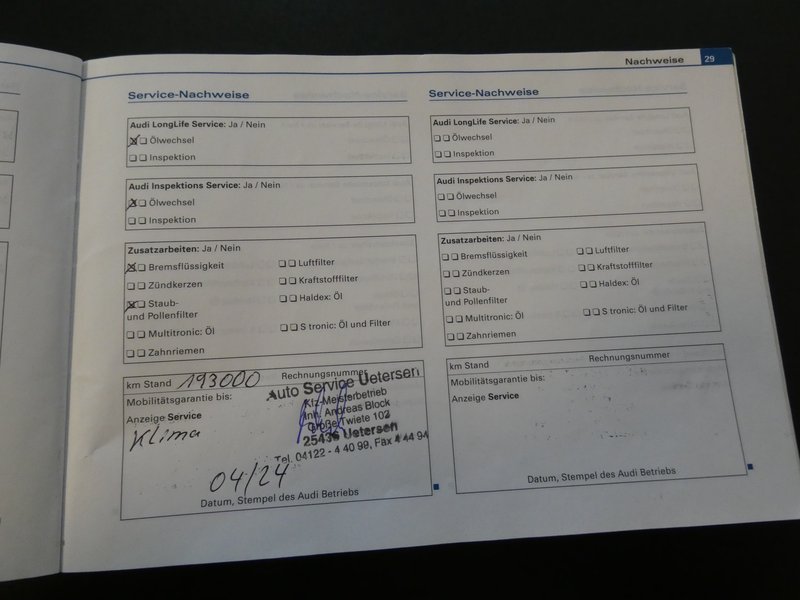 Nachweise 29
Service-Nachweise
Audi LongLife Service: Ja / Nein
Ölwechsel
Inspektion
Audi Inspektions Service: Ja / Nein
Ölwechsel
Inspektion
Zusatzarbeiten: Ja / Nein
Bremsflüssigkeit
Luftfilter
Zündkerzen
Kraftstofffilter
Staub-
und Pollenfilter
Haldex: Öl
Multitronic: Öl
S tronic: Öl und Filter
Zahnriemen
km Stand 193000 Rechnungsnummer
Mobilitätsgarantie bis:
Anzeige Service
Klima
Auto Service Uetersen
Kfz-Meisterbetrieb
Inh. Andreas Block
Große Twiete 102
25436 Uetersen
Tel. 04122 - 4 40 99, Fax 4 44 94
04/24
Datum, Stempel des Audi Betriebs
Service-Nachweise
Audi LongLife Service: Ja / Nein
Ölwechsel
Inspektion
Audi Inspektions Service: Ja / Nein
Ölwechsel
Inspektion
Zusatzarbeiten: Ja / Nein
Bremsflüssigkeit
Luftfilter
Zündkerzen
Kraftstofffilter
Staub-
und Pollenfilter
Haldex: Öl
Multitronic: Öl
S tronic: Öl und Filter
Zahnriemen
km Stand Rechnungsnummer
Mobilitätsgarantie bis:
Anzeige Service
Datum, Stempel des Audi Betriebs